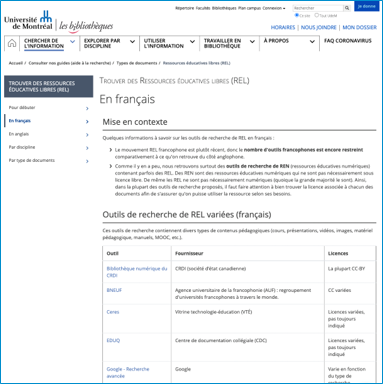 Répertoire Facultés Bibliothèques Plan campus Connexion
Rechercher
Je donne
Université
de Montréal
les bibliothèques
HORAIRES | NOUS JOINDRE | MON DOSSIER
CHERCHER DE L'INFORMATION
EXPLORER PAR DISCIPLINE
UTILISER L'INFORMATION
TRAVAILLER EN BIBLIOTHÈQUE
À PROPOS
FAQ CORONAVIRUS
Accueil / Consulter nos guides (aide à la recherche) / Types de documents / Ressources éducatives libres (REL)
TROUVER DES RESSOURCES
ÉDUCATIVES LIBRES (REL)
Pour débuter
En français
En anglais
Par discipline
Par type de documents
Trouver des Ressources éducatives libres (REL)
En français
Mise en contexte
Quelques informations à savoir sur les outils de recherche de REL en français :
Le mouvement REL francophone est plutôt récent, donc le nombre d'outils francophones est encore restreint
comparativement à ce qu'on retrouve du côté anglophone.
Comme il y en a peu, nous retrouvons surtout des outils de recherche de REN (ressources éducatives numériques)
contenant parfois des REL. Des REN sont des ressources éducatives numériques qui ne sont pas nécessairement sous
licence libre. De même les REL ne sont pas nécessairement numériques (quoique la grande majorité le sont). Ainsi,
dans la plupart des outils de recherche proposés, il faut faire attention à bien trouver la licence associée à chacun des
documents afin de s'assurer qu'on puisse utiliser la ressource selon ses besoins.
Outils de recherche de REL variées (français)
Ces outils de recherche contiennent divers types de contenus pédagogiques (cours, présentations, vidéos, images, matériel
pédagogique, manuels, MOOC, etc.).
Outil Fournisseur Licences
Bibliothèque numérique du CRDI (société d'état canadienne) La plupart CC-BY
CRDI
BNEUF Agence universitaire de la francophonie (AUF) : regroupement CC variées
d'universités francophones à travers le monde.
Ceres Vitrine technologie-éducation (VTÉ) Licences variées,
pas toujours
indiqué
EDUQ Centre de documentation collégiale (CDC) Licences variées,
pas toujours
indiqué
Google - Recherche Google Varie en fonction
avancée du type de